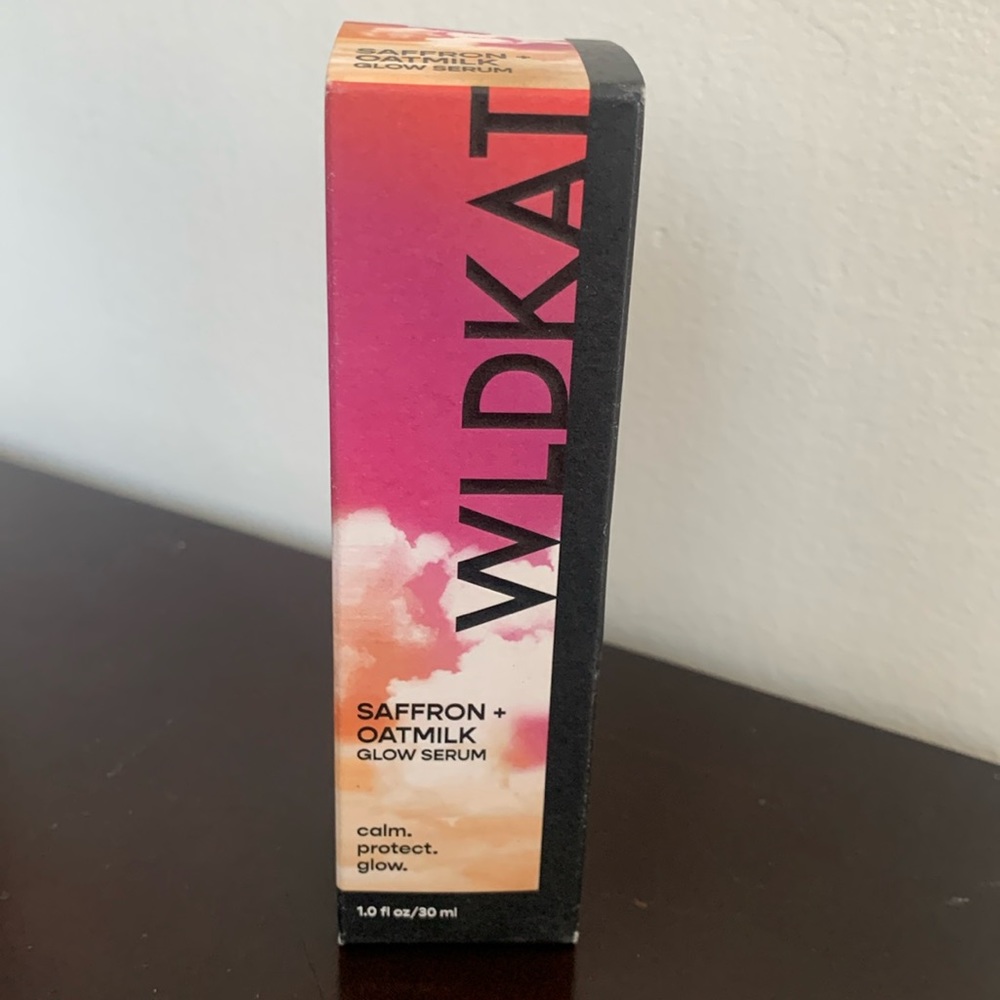 SAFFRON +
OATMILK
GLOW SERUM
WLDKAT
SAFFRON +
OATMILK
GLOW SERUM
calm.
protect.
glow.
1.0 fl oz/30 ml